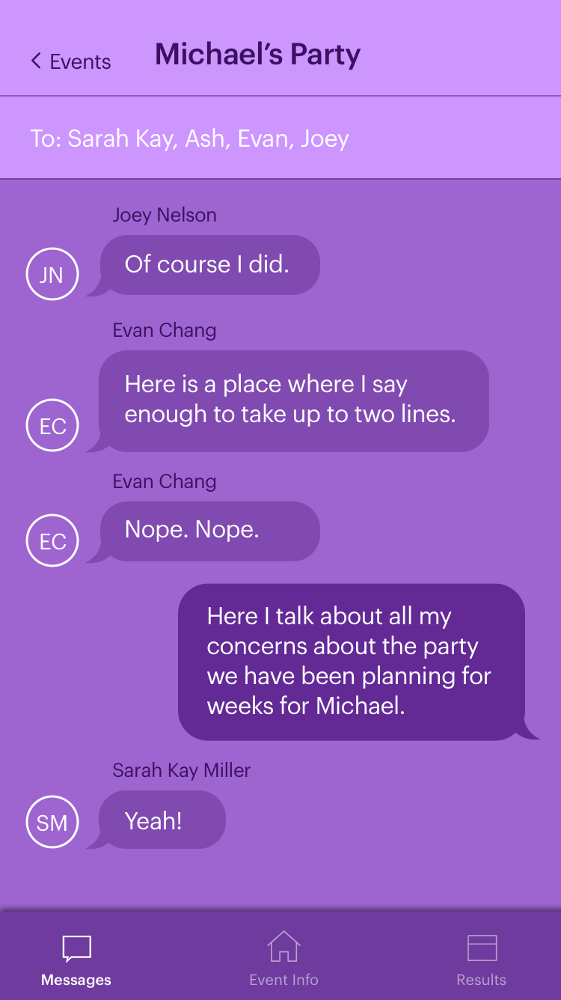 Events
Michael’s Party
To: Sarah Kay, Ash, Evan, Joey
Joey Nelson
JN
Of course I did.
Evan Chang
Here is a place where I say
enough to take up to two lines.
EC
Evan Chang
Nope. Nope.
EC
Here I talk about all my
concerns about the party
we have been planning for
weeks for Michael.
Sarah Kay Miller
SM
Yeah!
Messages
Event Info
Results